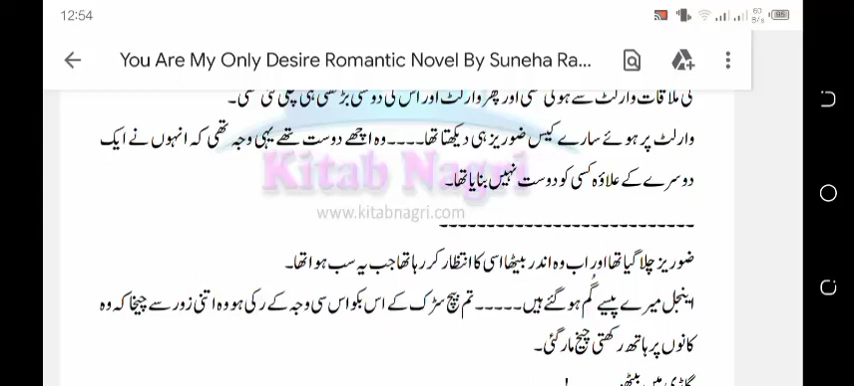 12:54
60
B/s
You Are My Only Desire Romantic Novel By Suneha Ra...
کی ملاقات وارلٹ سے ہوئی تھی اور پھر وارلٹ اور اس کی دوستی بڑھتی ہی چلی گئی تھی۔
وارلٹ پر ہوئے سارے کیس ضوریز ہی دیکھتا تھا۔۔۔۔وہ اچھے دوست تھے یہی وجہ تھی کہ انہوں نے ایک
دوسرے کے علاؤہ کسی کو دوست نہیں بنایا تھا۔
Kitab Nagri
www.kitabnagri.com
---------------------------
ضوریز چلا گیا تھا اور اب وہ اندر بیٹھا اسی کا انتظار کر رہا تھا جب یہ سب ہوا تھا۔
اینجل میرے پیسے گُم ہو گئے ہیں۔۔۔۔۔تم بیچ سڑک کے اس بکواس سی وجہ کے رکی ہو وہ اتنی زور سے چیخا کہ وہ
کانوں پر ہاتھ رکھتی چیخ مار گئی۔